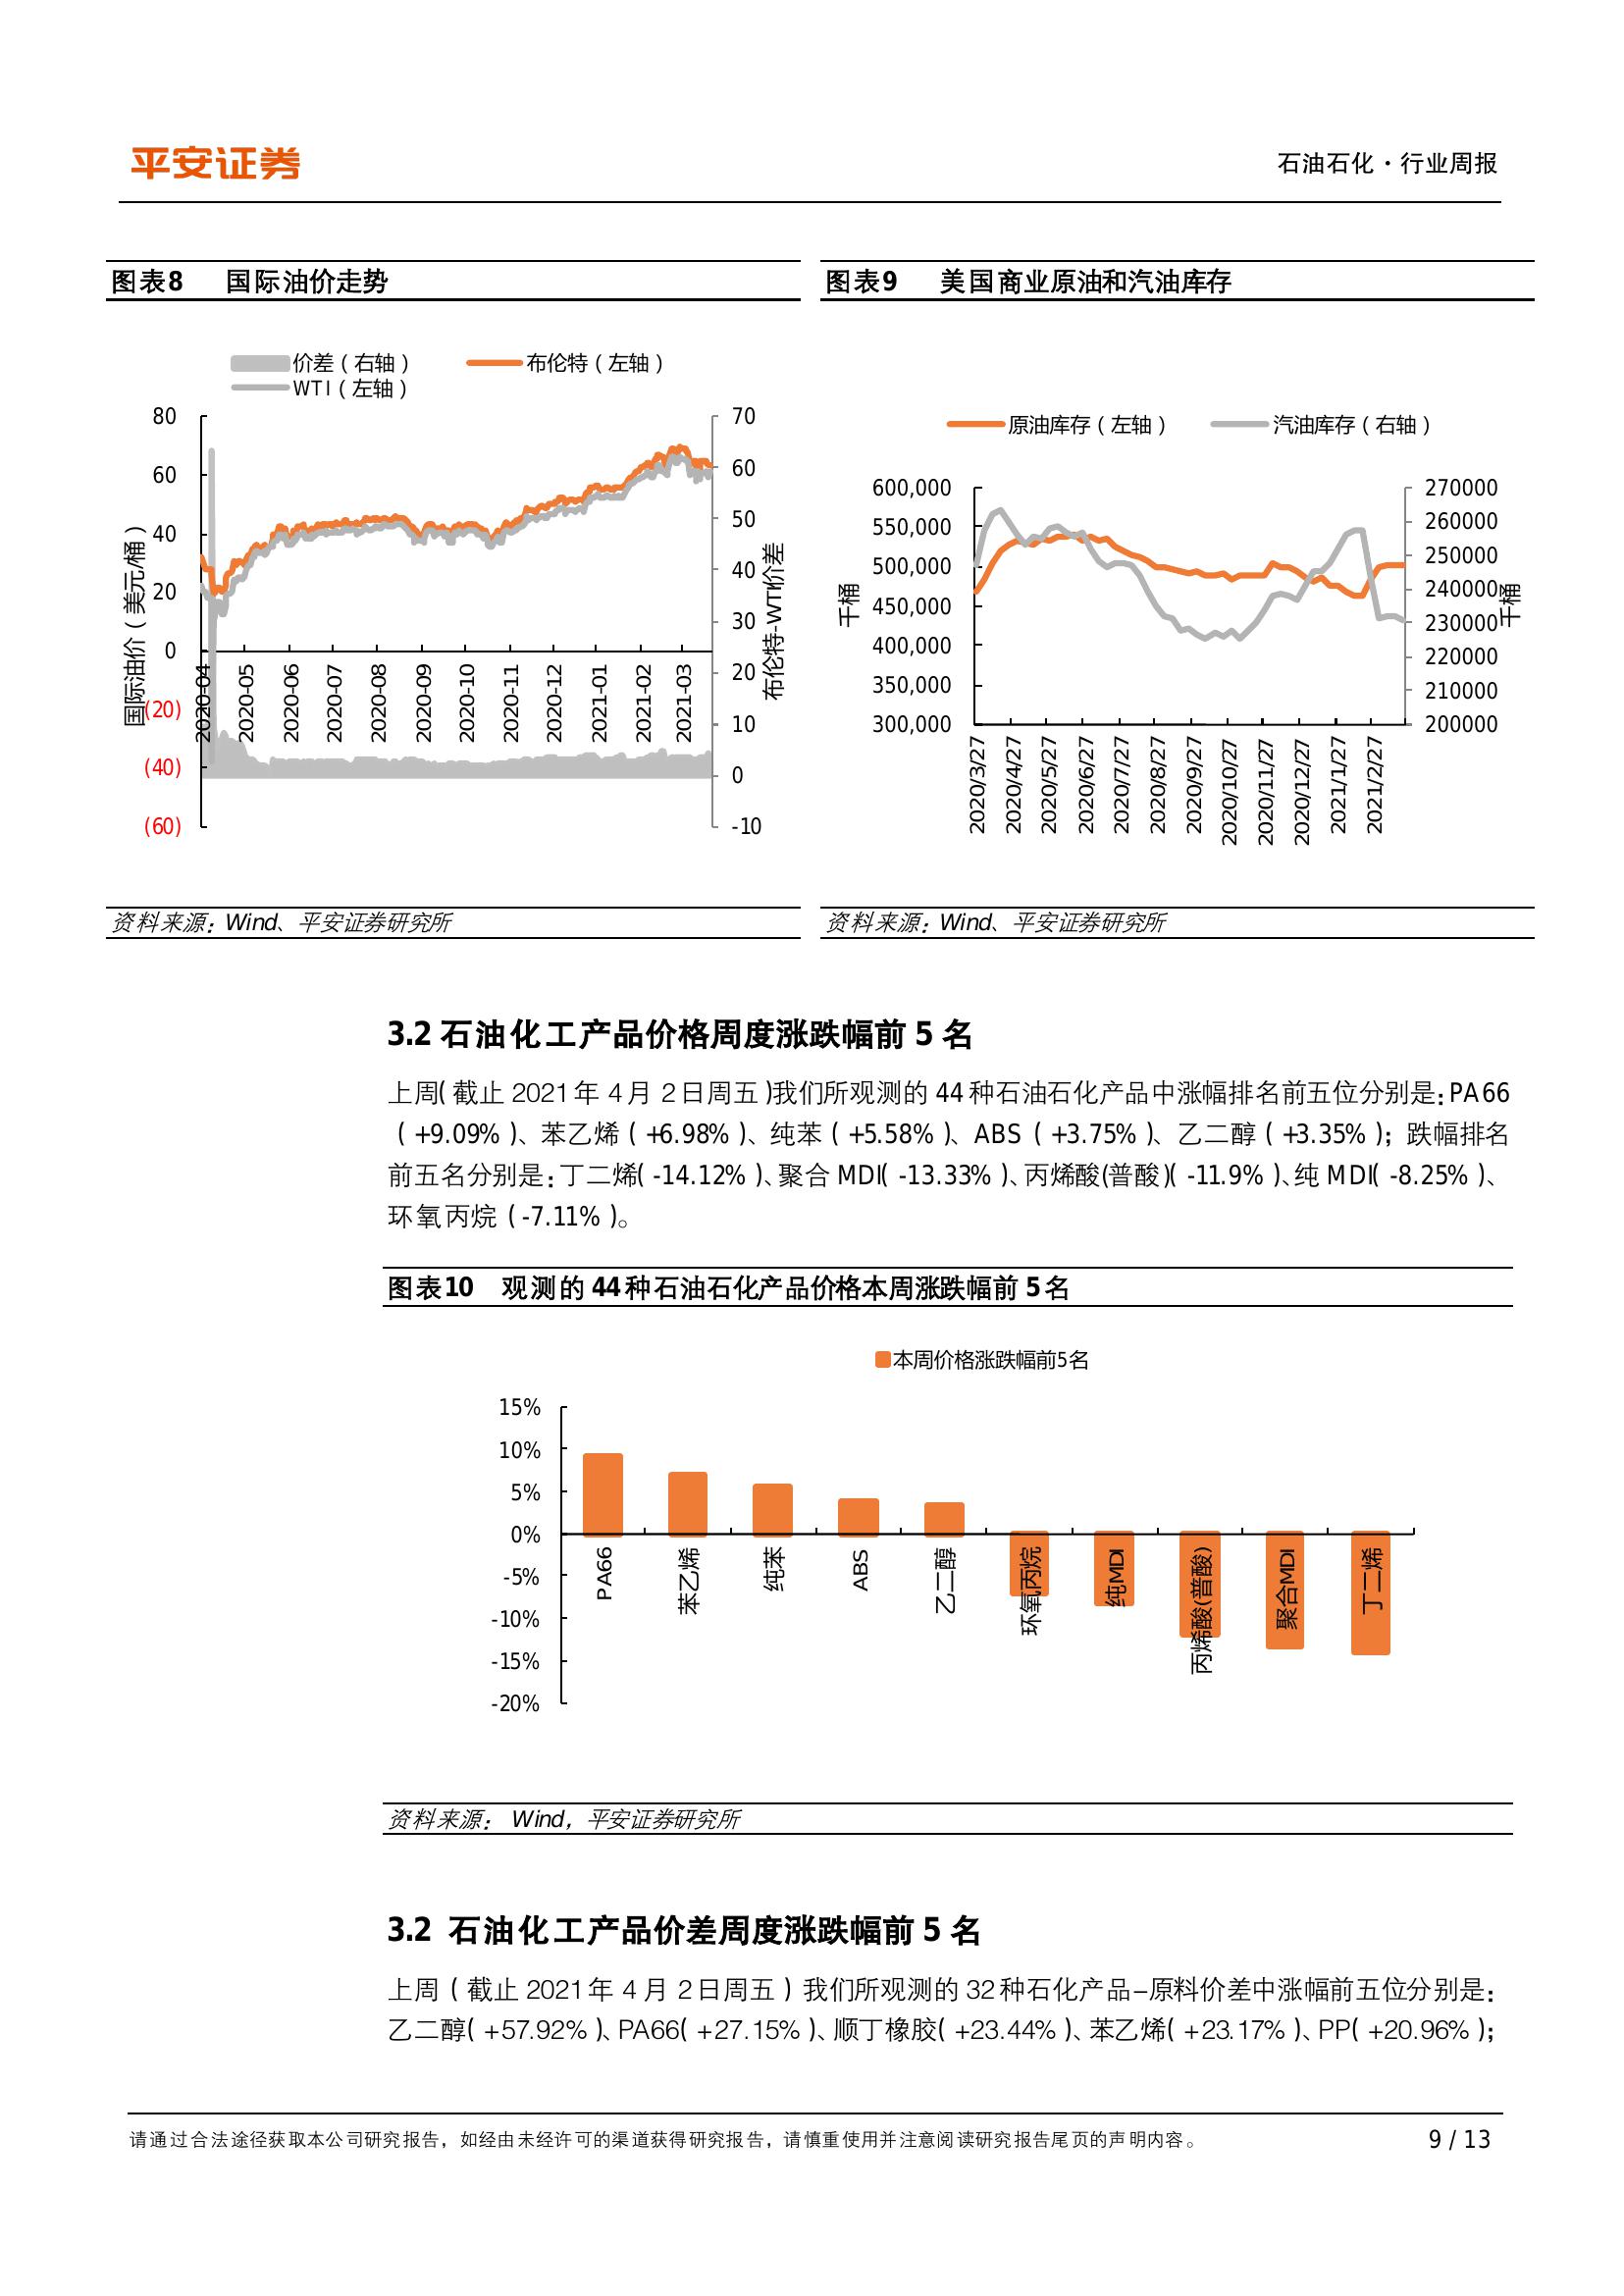 平安证券
石油石化·行业周报
图表8 国际油价走势
价差（右轴） 布伦特（左轴）
WTI（左轴）
国际油价（美元/桶）
80
60
40
20
0
(20)
(40)
(60)
70
60
50
40
30
20
10
0
-10
布伦特-WTI价差
2020-04 2020-05 2020-06 2020-07 2020-08 2020-09 2020-10 2020-11 2020-12 2021-01 2021-02 2021-03
资料来源：Wind、平安证券研究所
图表9 美国商业原油和汽油库存
原油库存（左轴） 汽油库存（右轴）
千桶
600,000
550,000
500,000
450,000
400,000
350,000
300,000
270000
260000
250000
240000
230000
220000
210000
200000
千桶
2020/3/27 2020/4/27 2020/5/27 2020/6/27 2020/7/27 2020/8/27 2020/9/27 2020/10/27 2020/11/27 2020/12/27 2021/1/27 2021/2/27
资料来源：Wind、平安证券研究所
3.2 石油化工产品价格周度涨跌幅前 5 名
上周（截止 2021 年 4 月 2 日周五）我们所观测的 44 种石油石化产品中涨幅排名前五位分别是：PA66
（+9.09%）、苯乙烯（+6.98%）、纯苯（+5.58%）、ABS（+3.75%）、乙二醇（+3.35%）；跌幅排名
前五名分别是：丁二烯（-14.12%）、聚合 MDI（-13.33%）、丙烯酸(普酸)（-11.9%）、纯 MDI（-8.25%）、
环氧丙烷（-7.11%）。
图表10 观测的 44 种石油石化产品价格本周涨跌幅前 5 名
本周价格涨跌幅前5名
15%
10%
5%
0%
-5%
-10%
-15%
-20%
PA66 苯乙烯 纯苯 ABS 乙二醇 环氧丙烷 纯MDI 丙烯酸(普酸) 聚合MDI 丁二烯
资料来源： Wind，平安证券研究所
3.2 石油化工产品价差周度涨跌幅前 5 名
上周（截止 2021 年 4 月 2 日周五）我们所观测的 32 种石化产品–原料价差中涨幅前五位分别是：
乙二醇（+57.92%）、PA66（+27.15%）、顺丁橡胶（+23.44%）、苯乙烯（+23.17%）、PP（+20.96%）；
请通过合法途径获取本公司研究报告，如经由未经许可的渠道获得研究报告，请慎重使用并注意阅读研究报告尾页的声明内容。
9 / 13